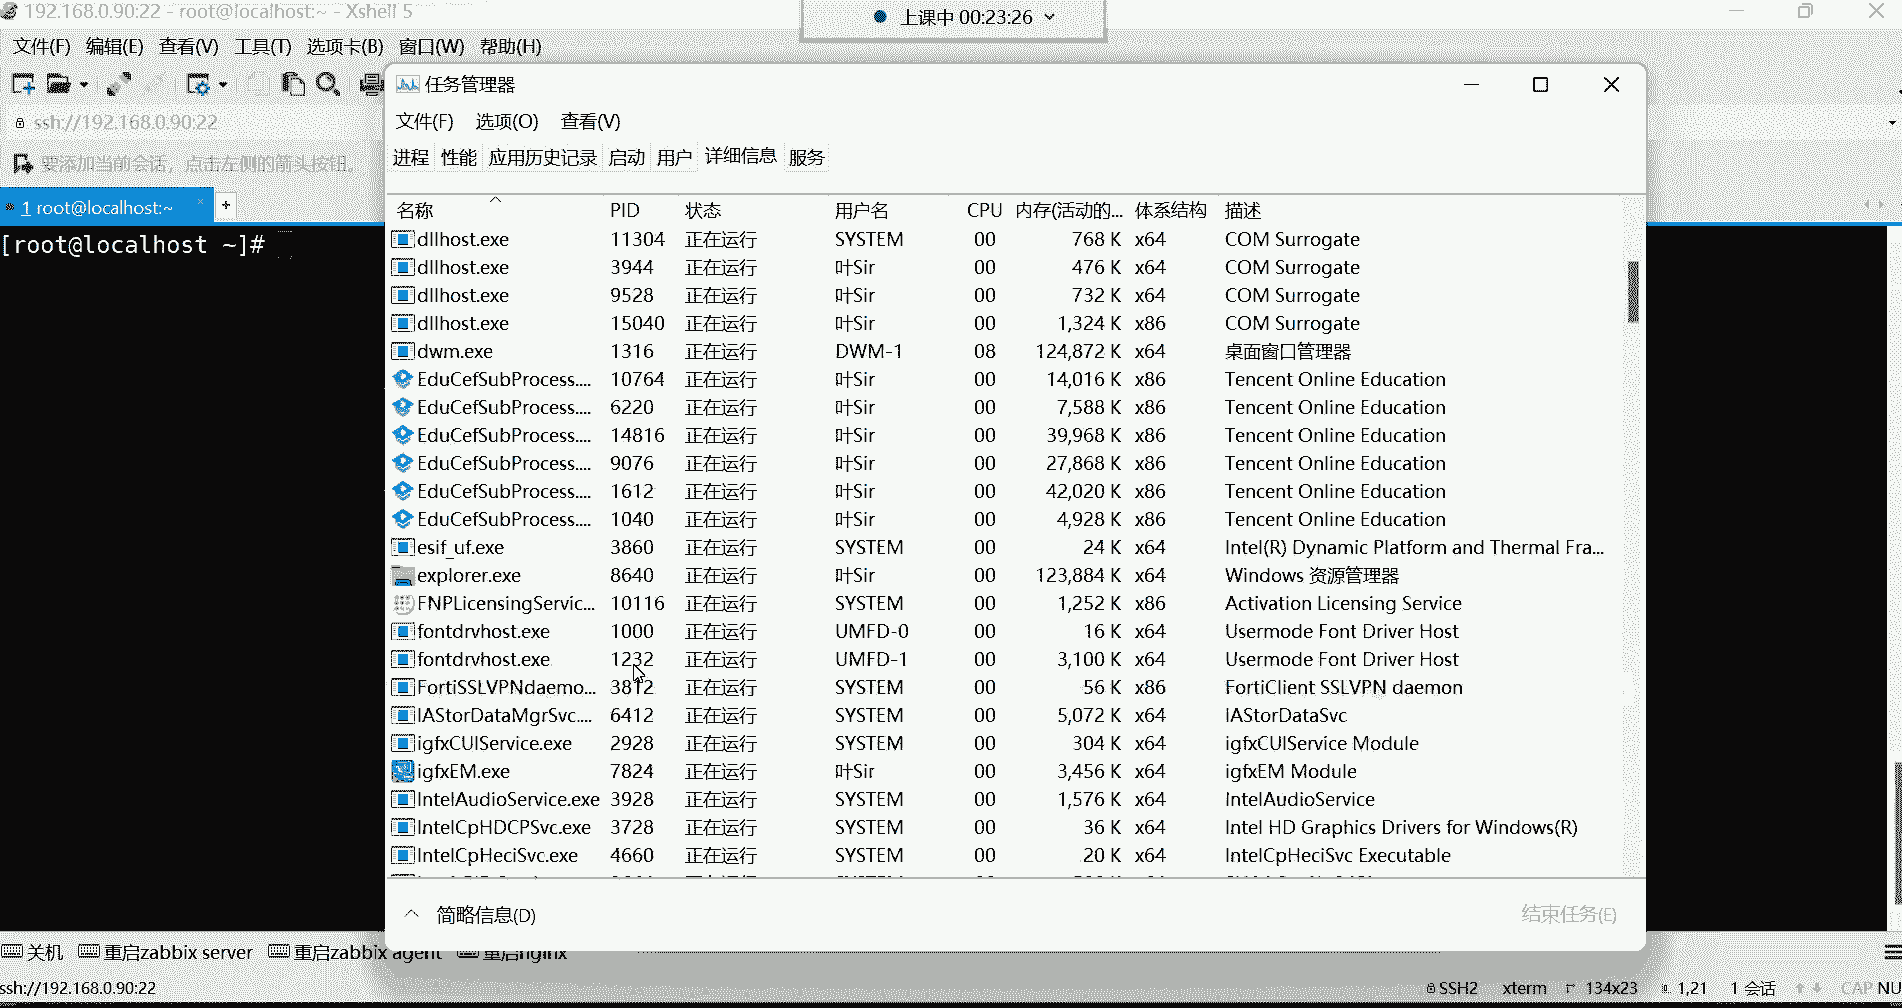 192.168.0.90:22 - root@localhost:~ - Xshell 5
上课中 00:23:26
文件(F) 编辑(E) 查看(V) 工具(T) 选项卡(B) 窗口(W) 帮助(H)
ssh://192.168.0.90:22
要添加当前会话，点击左侧的箭头按钮。
1 root@localhost:~ × +
[root@localhost ~]#
任务管理器
文件(F) 选项(O) 查看(V)
进程 性能 应用历史记录 启动 用户 详细信息 服务
名称 PID 状态 用户名 CPU 内存(活动的... 体系结构 描述
dllhost.exe 11304 正在运行 SYSTEM 00 768 K x64 COM Surrogate
dllhost.exe 3944 正在运行 叶Sir 00 476 K x64 COM Surrogate
dllhost.exe 9528 正在运行 叶Sir 00 732 K x64 COM Surrogate
dllhost.exe 15040 正在运行 叶Sir 00 1,324 K x86 COM Surrogate
dwm.exe 1316 正在运行 DWM-1 08 124,872 K x64 桌面窗口管理器
EduCefSubProcess.... 10764 正在运行 叶Sir 00 14,016 K x86 Tencent Online Education
EduCefSubProcess.... 6220 正在运行 叶Sir 00 7,588 K x86 Tencent Online Education
EduCefSubProcess.... 14816 正在运行 叶Sir 00 39,968 K x86 Tencent Online Education
EduCefSubProcess.... 9076 正在运行 叶Sir 00 27,868 K x86 Tencent Online Education
EduCefSubProcess.... 1612 正在运行 叶Sir 00 42,020 K x86 Tencent Online Education
EduCefSubProcess.... 1040 正在运行 叶Sir 00 4,928 K x86 Tencent Online Education
esif_uf.exe 3860 正在运行 SYSTEM 00 24 K x64 Intel(R) Dynamic Platform and Thermal Fra...
explorer.exe 8640 正在运行 叶Sir 00 123,884 K x64 Windows 资源管理器
FNPLicensingServic... 10116 正在运行 SYSTEM 00 1,252 K x86 Activation Licensing Service
fontdrvhost.exe 1000 正在运行 UMFD-0 00 16 K x64 Usermode Font Driver Host
fontdrvhost.exe 1232 正在运行 UMFD-1 00 3,100 K x64 Usermode Font Driver Host
FortiSSLVPNdaemo... 3812 正在运行 SYSTEM 00 56 K x86 FortiClient SSLVPN daemon
IAStorDataMgrSvc.... 6412 正在运行 SYSTEM 00 5,072 K x64 IAStorDataSvc
igfxCUIService.exe 2928 正在运行 SYSTEM 00 304 K x64 igfxCUIService Module
igfxEM.exe 7824 正在运行 叶Sir 00 3,456 K x64 igfxEM Module
IntelAudioService.exe 3928 正在运行 SYSTEM 00 1,576 K x64 IntelAudioService
IntelCpHDCPSvc.exe 3728 正在运行 SYSTEM 00 36 K x64 Intel HD Graphics Drivers for Windows(R)
IntelCpHeciSvc.exe 4660 正在运行 SYSTEM 00 20 K x64 IntelCpHeciSvc Executable
简略信息(D) 结束任务(E)
关机 重启zabbix server 重启zabbix agent 重启nginx
ssh://192.168.0.90:22 SSH2 xterm 134x23 1,21 1 会话 CAP NU